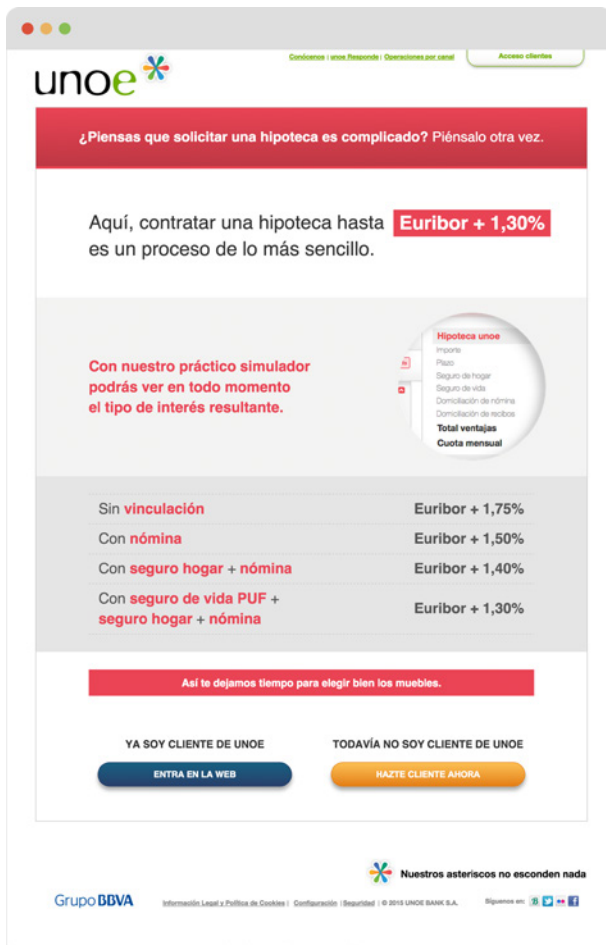 Conócenos | unoe Responde | Operaciones por canal
Acceso clientes
unoe
¿Piensas que solicitar una hipoteca es complicado? Piénsalo otra vez.
Aquí, contratar una hipoteca hasta Euribor + 1,30%
es un proceso de lo más sencillo.
Con nuestro práctico simulador
podrás ver en todo momento
el tipo de interés resultante.
Hipoteca unoe
Importe
Plazo
Seguro de hogar
Seguro de vida
Domiciliación de nómina
Domiciliación de recibos
Total ventajas
Cuota mensual
Sin vinculación Euribor + 1,75%
Con nómina Euribor + 1,50%
Con seguro hogar + nómina Euribor + 1,40%
Con seguro de vida PUF +
seguro hogar + nómina Euribor + 1,30%
Así te dejamos tiempo para elegir bien los muebles.
YA SOY CLIENTE DE UNOE
ENTRA EN LA WEB
TODAVÍA NO SOY CLIENTE DE UNOE
HAZTE CLIENTE AHORA
Nuestros asteriscos no esconden nada
Grupo BBVA
Información Legal y Política de Cookies | Configuración | Seguridad | © 2015 UNOE BANK S.A.
Síguenos en: